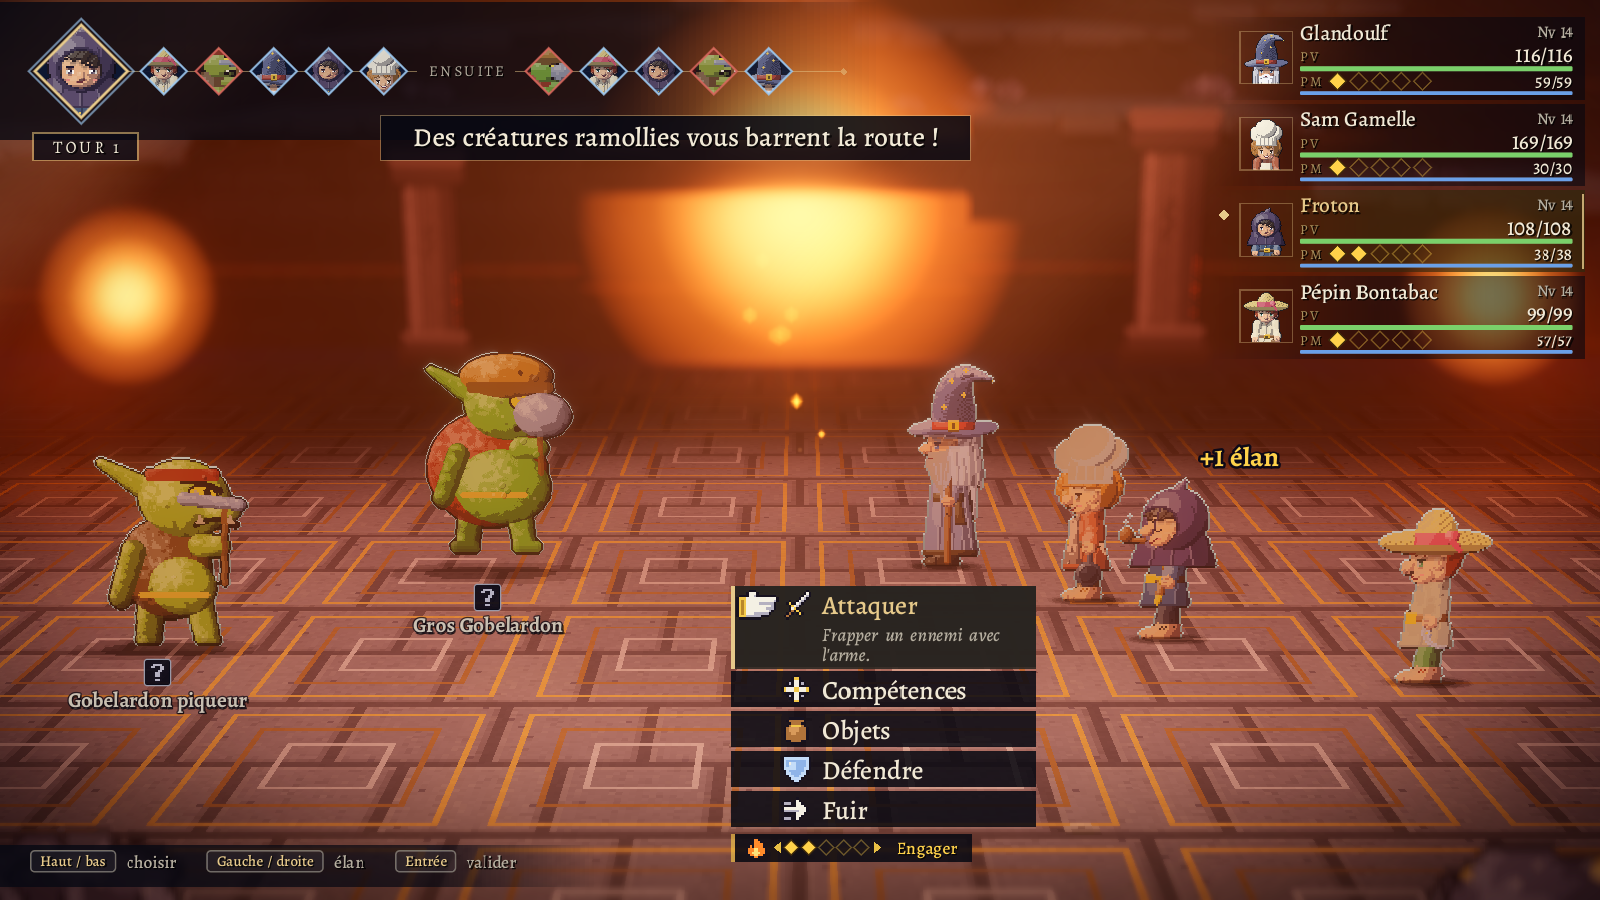 ENSUITE
TOUR 1
Des créatures ramollies vous barrent la route !
Glandoulf Nv 14
PV 116/116
PM 59/59
Sam Gamelle Nv 14
PV 169/169
PM 30/30
Froton Nv 14
PV 108/108
PM 38/38
Pépin Bontabac Nv 14
PV 99/99
PM 57/57
+1 élan
?
Gros Gobelardon
?
Gobelardon piqueur
Attaquer
Frapper un ennemi avec
l'arme.
Compétences
Objets
Défendre
Fuir
Engager
Haut / bas choisir Gauche / droite élan Entrée valider